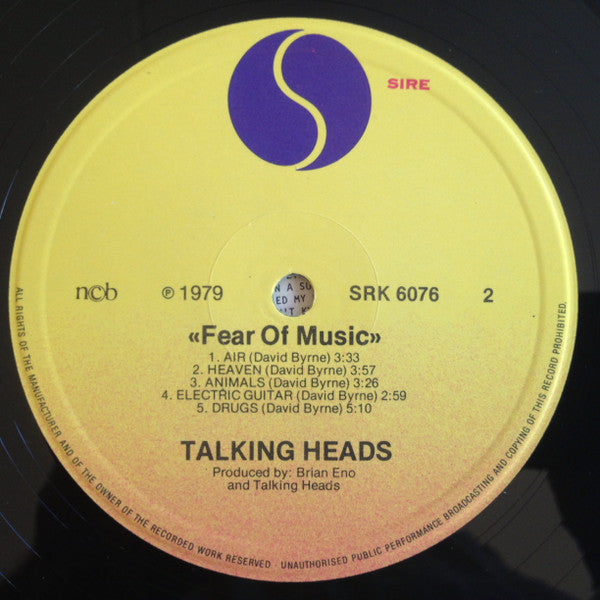 SIRE
ncb ℗ 1979 SRK 6076 2
N A SU
ED MY
«Fear Of Music»
1. AIR (David Byrne) 3:33
2. HEAVEN (David Byrne) 3:57
3. ANIMALS (David Byrne) 3:26
4. ELECTRIC GUITAR (David Byrne) 2:59
5. DRUGS (David Byrne) 5:10
TALKING HEADS
Produced by: Brian Eno
and Talking Heads
ALL RIGHTS OF THE MANUFACTURER AND OF THE OWNER OF THE RECORDED WORK RESERVED · UNAUTHORISED PUBLIC PERFORMANCE BROADCASTING AND COPYING OF THIS RECORD PROHIBITED.